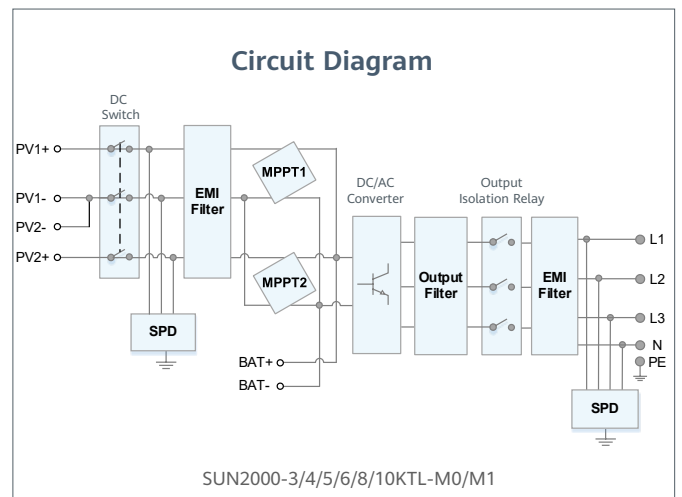 Circuit Diagram
DC
Switch
PV1+
PV1-
PV2-
PV2+
EMI
Filter
SPD
MPPT1
MPPT2
BAT+
BAT-
DC/AC
Converter
Output
Filter
Output
Isolation Relay
EMI
Filter
L1
L2
L3
N
PE
SPD
SUN2000-3/4/5/6/8/10KTL-M0/M1